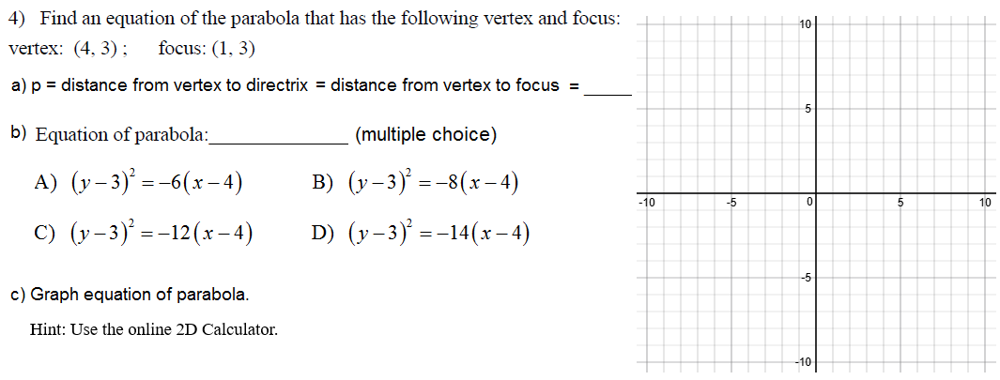 4) Find an equation of the parabola that has the following vertex and focus:
vertex: (4, 3) ; focus: (1, 3)
a) p = distance from vertex to directrix = distance from vertex to focus = _____
b) Equation of parabola:______________ (multiple choice)
A) (y−3)² = −6(x−4) B) (y−3)² = −8(x−4)
C) (y−3)² = −12(x−4) D) (y−3)² = −14(x−4)
c) Graph equation of parabola.
Hint: Use the online 2D Calculator.
10
5
-10 -5 0 5 10
-5
-10